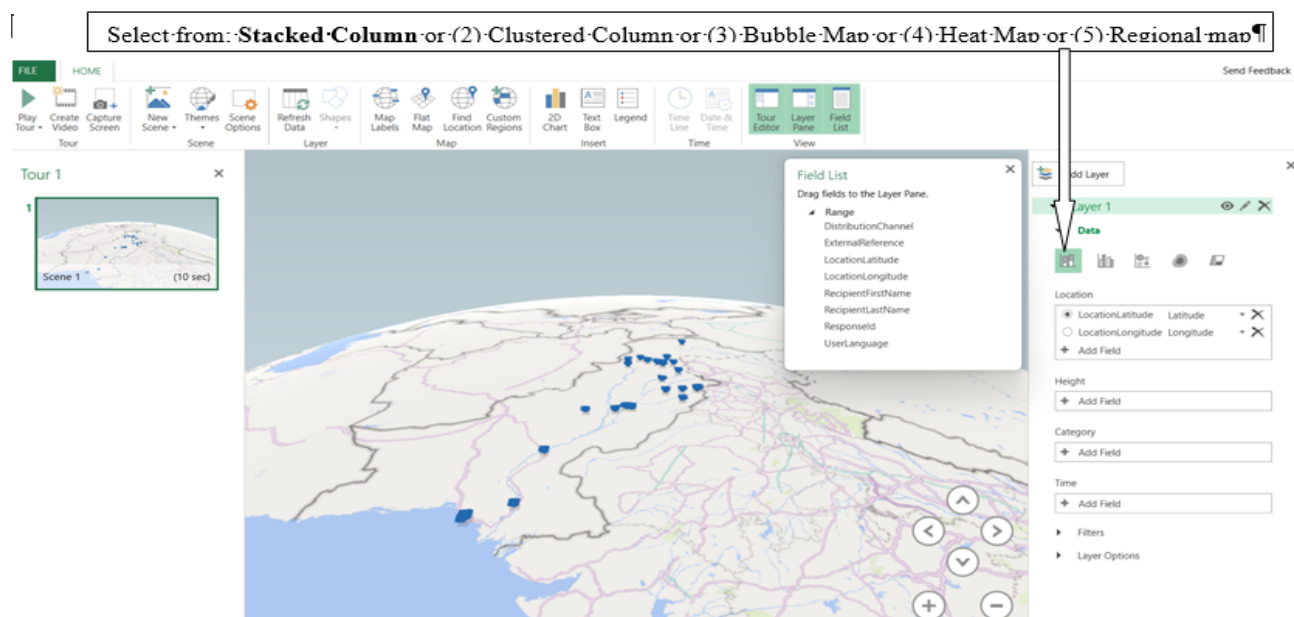 Select from: Stacked Column or (2) Clustered Column or (3) Bubble Map or (4) Heat Map or (5) Regional map¶
FILE HOME Send Feedback
Play Tour Create Video Capture Screen New Scene Themes Scene Options Refresh Data Shapes Map Labels Flat Map Find Location Custom Regions 2D Chart Text Box Legend Time Line Date & Time Tour Editor Layer Pane Field List
Tour Scene Layer Map Insert Time View
Tour 1
1
Scene 1 (10 sec)
Field List
Drag fields to the Layer Pane.
Range
DistributionChannel
ExternalReference
LocationLatitude
LocationLongitude
RecipientFirstName
RecipientLastName
ResponseId
UserLanguage
Layer
Layer 1
Data
Location
LocationLatitude Latitude
LocationLongitude Longitude
+ Add Field
Height
+ Add Field
Category
+ Add Field
Time
+ Add Field
Filters
Layer Options